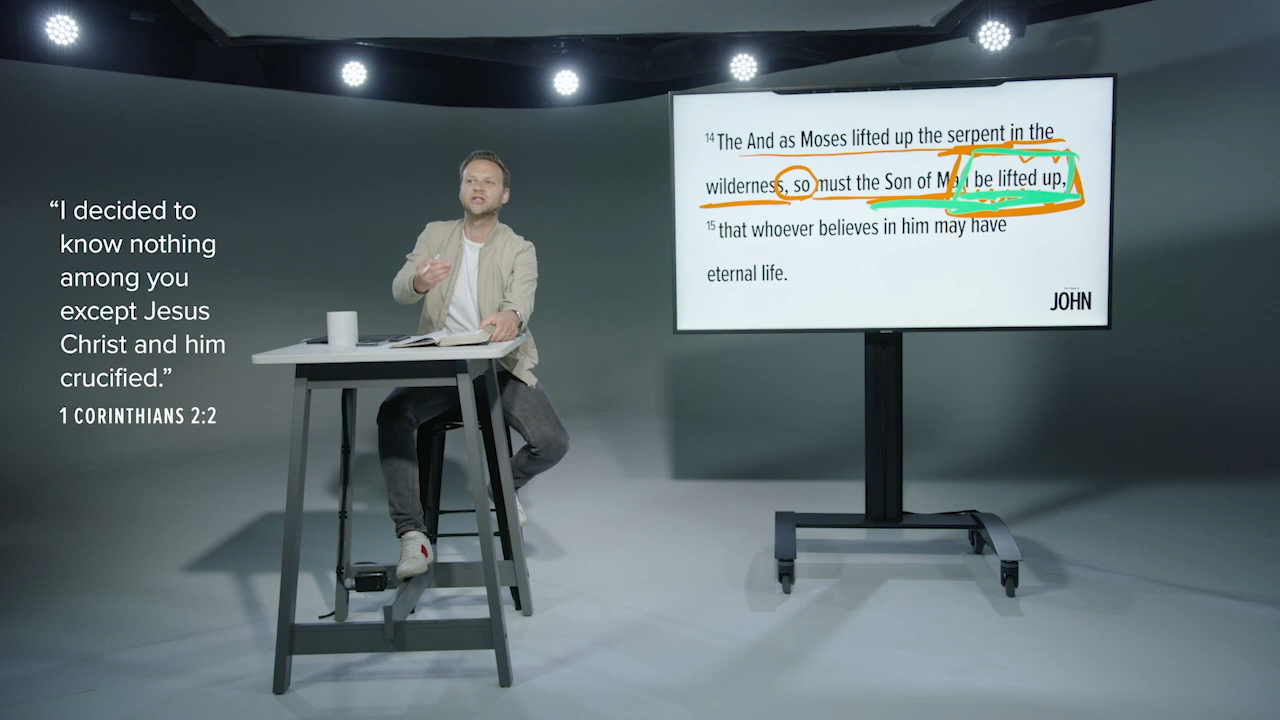 “I decided to
know nothing
among you
except Jesus
Christ and him
crucified.”
1 CORINTHIANS 2:2
14 The And as Moses lifted up the serpent in the
wilderness, so must the Son of Man be lifted up,
15 that whoever believes in him may have
eternal life.
JOHN